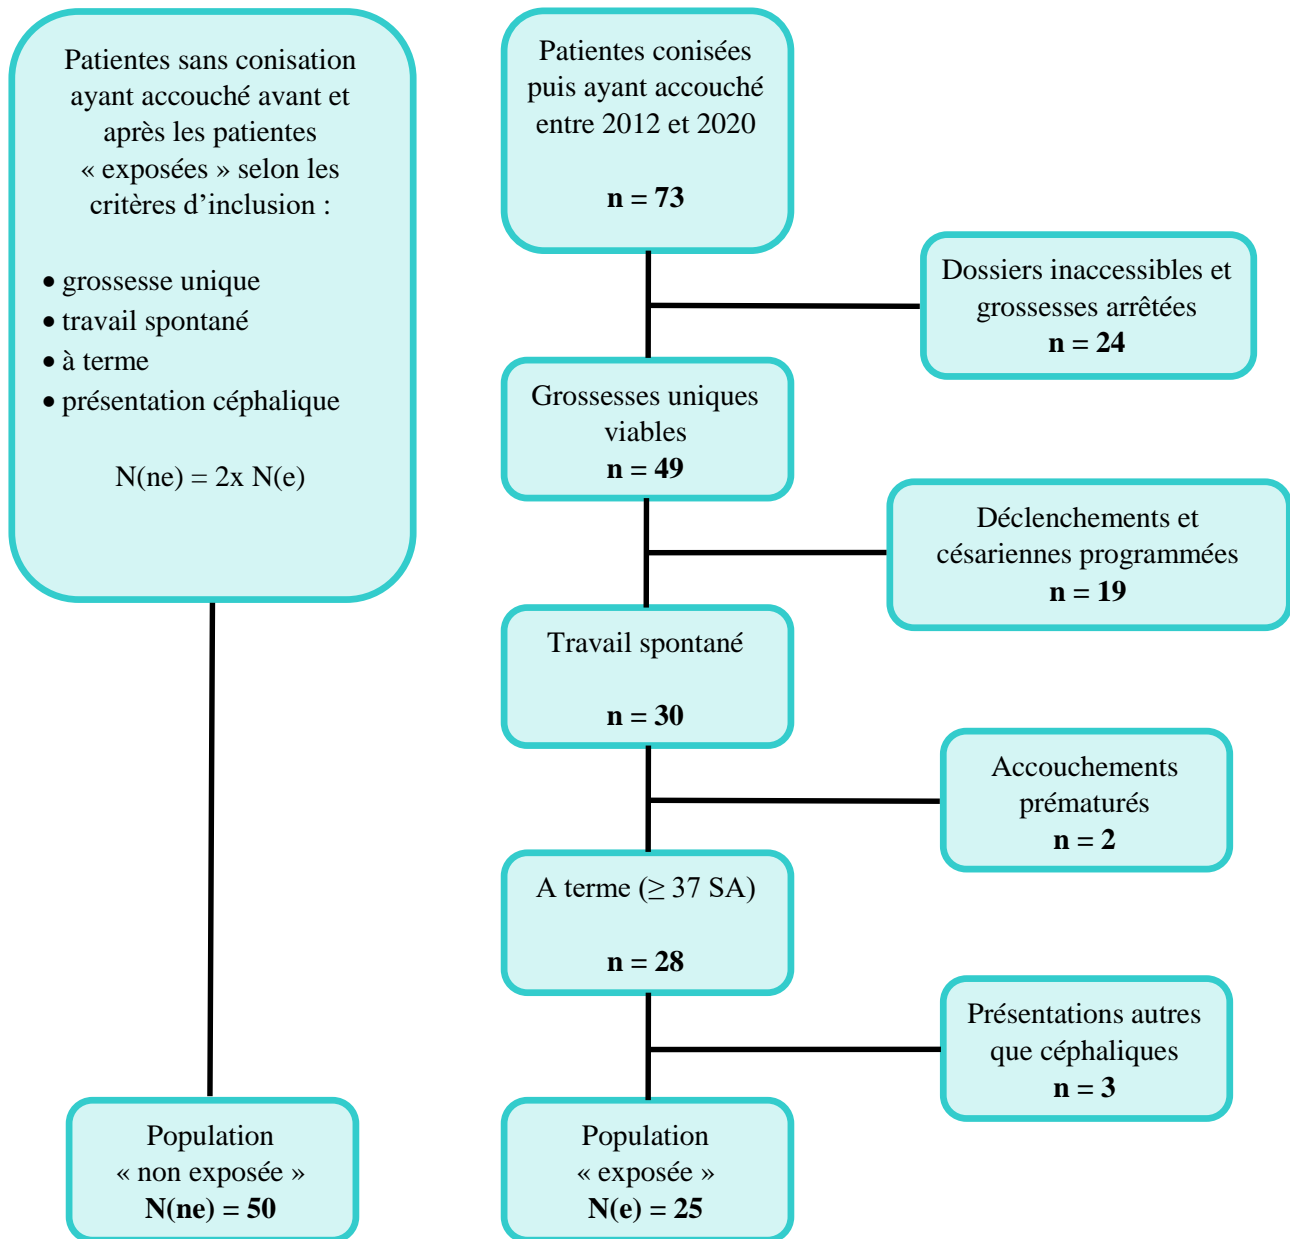 Patientes sans conisation
ayant accouché avant et
après les patientes
« exposées » selon les
critères d’inclusion :
• grossesse unique
• travail spontané
• à terme
• présentation céphalique
N(ne) = 2x N(e)
Population
« non exposée »
N(ne) = 50
Patientes conisées
puis ayant accouché
entre 2012 et 2020
n = 73
Dossiers inaccessibles et
grossesses arrêtées
n = 24
Grossesses uniques
viables
n = 49
Déclenchements et
césariennes programmées
n = 19
Travail spontané
n = 30
Accouchements
prématurés
n = 2
A terme (≥ 37 SA)
n = 28
Présentations autres
que céphaliques
n = 3
Population
« exposée »
N(e) = 25